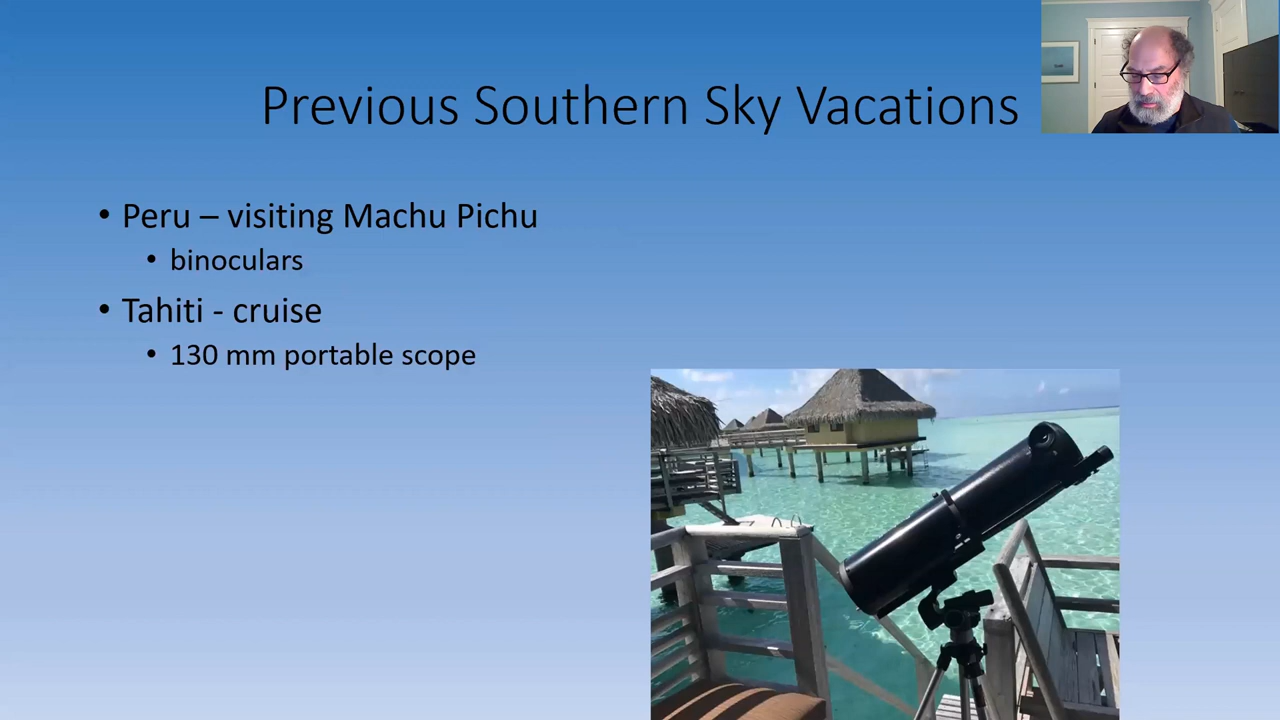 Previous Southern Sky Vacations
• Peru – visiting Machu Pichu
• binoculars
• Tahiti - cruise
• 130 mm portable scope